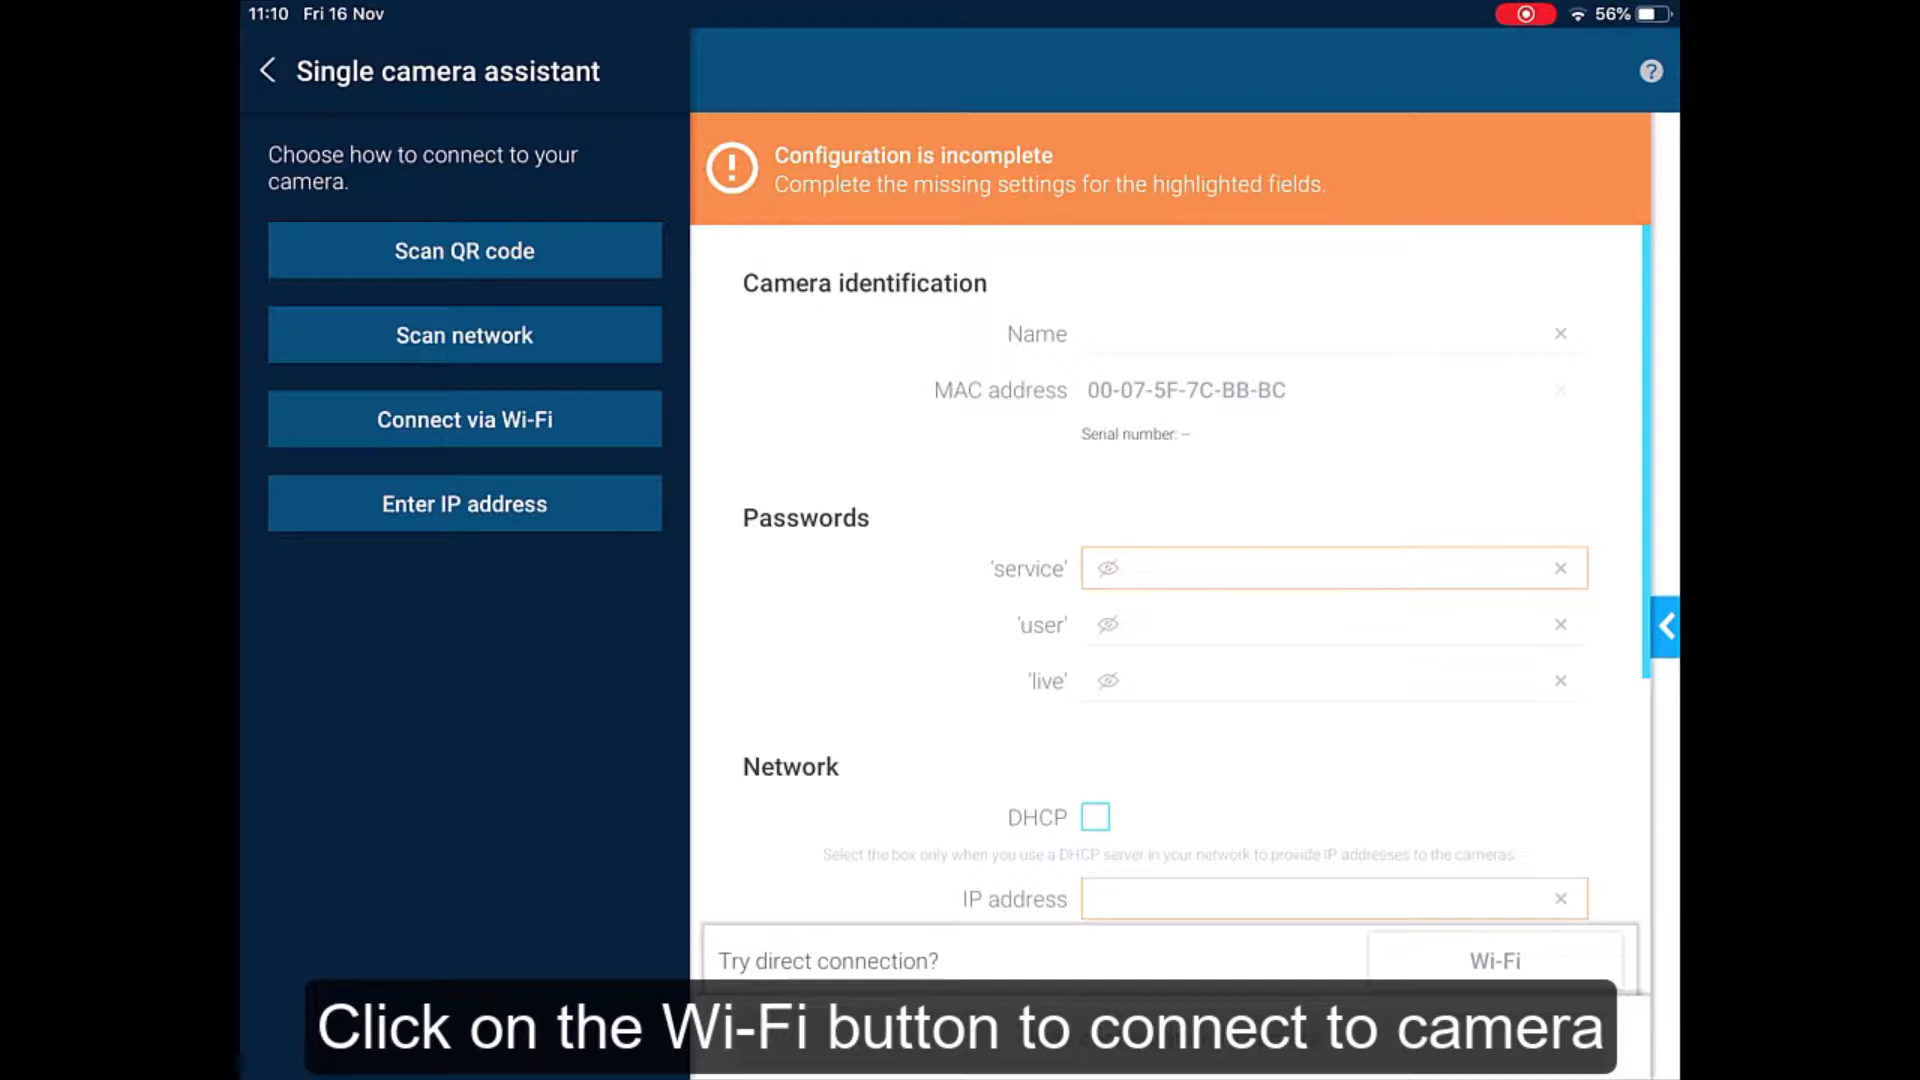 11:10 Fri 16 Nov
56%
Single camera assistant
?
Choose how to connect to your
camera.
Scan QR code
Scan network
Connect via Wi-Fi
Enter IP address
Configuration is incomplete
Complete the missing settings for the highlighted fields.
Camera identification
Name
MAC address 00-07-5F-7C-BB-BC
Serial number: –
Passwords
'service'
'user'
'live'
Network
DHCP
Select the box only when you use a DHCP server in your network to provide IP addresses to the cameras.
IP address
Try direct connection?
Wi-Fi
Click on the Wi-Fi button to connect to camera